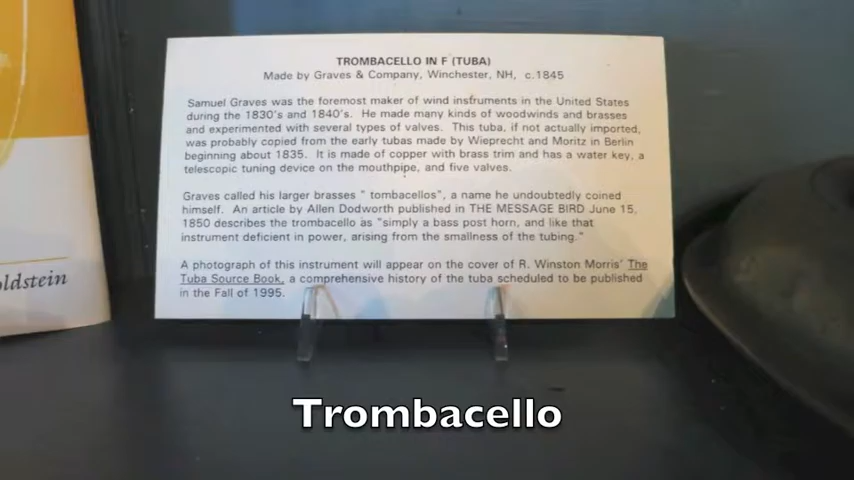 TROMBACELLO IN F (TUBA)
Made by Graves & Company, Winchester, NH, c.1845
Samuel Graves was the foremost maker of wind instruments in the United States
during the 1830's and 1840's. He made many kinds of woodwinds and brasses
and experimented with several types of valves. This tuba, if not actually imported,
was probably copied from the early tubas made by Wieprecht and Moritz in Berlin
beginning about 1835. It is made of copper with brass trim and has a water key, a
telescopic tuning device on the mouthpipe, and five valves.
Graves called his larger brasses " tombacellos", a name he undoubtedly coined
himself. An article by Allen Dodworth published in THE MESSAGE BIRD June 15,
1850 describes the trombacello as "simply a bass post horn, and like that
instrument deficient in power, arising from the smallness of the tubing."
A photograph of this instrument will appear on the cover of R. Winston Morris' The
Tuba Source Book, a comprehensive history of the tuba scheduled to be published
in the Fall of 1995.
oldstein
Trombacello